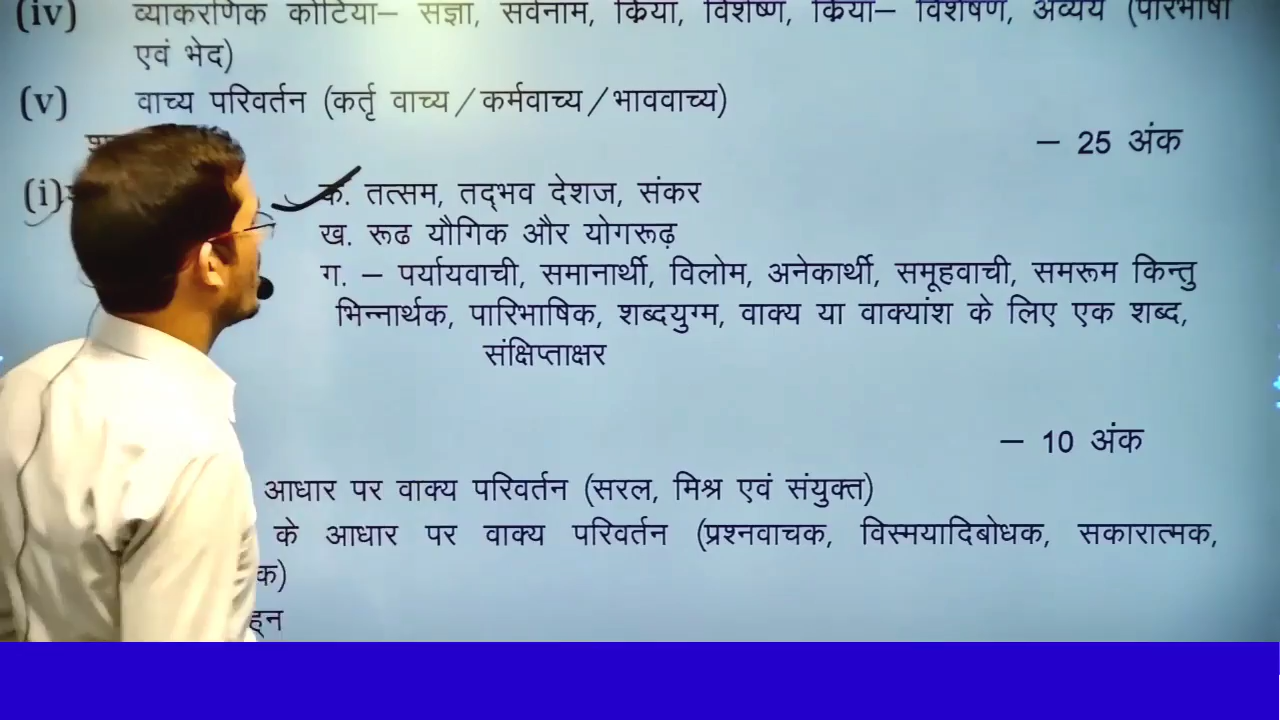 (iv) व्याकरणिक कोटियां– संज्ञा, सर्वनाम, क्रिया, विशेष्ण, क्रिया– विशेषण, अव्यय (परिभाषा
एवं भेद)
(v) वाच्य परिवर्तन (कर्तृ वाच्य/कर्मवाच्य/भाववाच्य)
– 25 अंक
(i) क. तत्सम, तद्भव देशज, संकर
ख. रूढ यौगिक और योगरूढ़
ग. – पर्यायवाची, समानार्थी, विलोम, अनेकार्थी, समूहवाची, समरूम किन्तु
भिन्नार्थक, पारिभाषिक, शब्दयुग्म, वाक्य या वाक्यांश के लिए एक शब्द,
संक्षिप्ताक्षर
– 10 अंक
आधार पर वाक्य परिवर्तन (सरल, मिश्र एवं संयुक्त)
के आधार पर वाक्य परिवर्तन (प्रश्नवाचक, विस्मयादिबोधक, सकारात्मक,
क)
ह्न